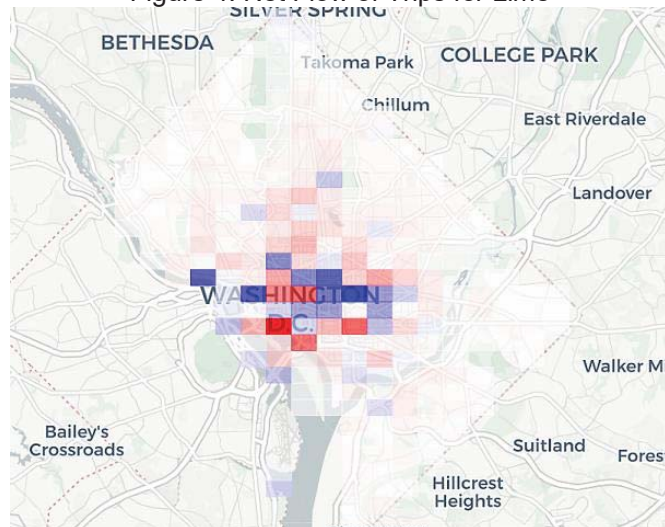 SILVER SPRING
BETHESDA
Takoma Park
COLLEGE PARK
Chillum
East Riverdale
Landover
WASHINGTON
D.C.
Walker M
Bailey's
Crossroads
Suitland
Fores
Hillcrest
Heights